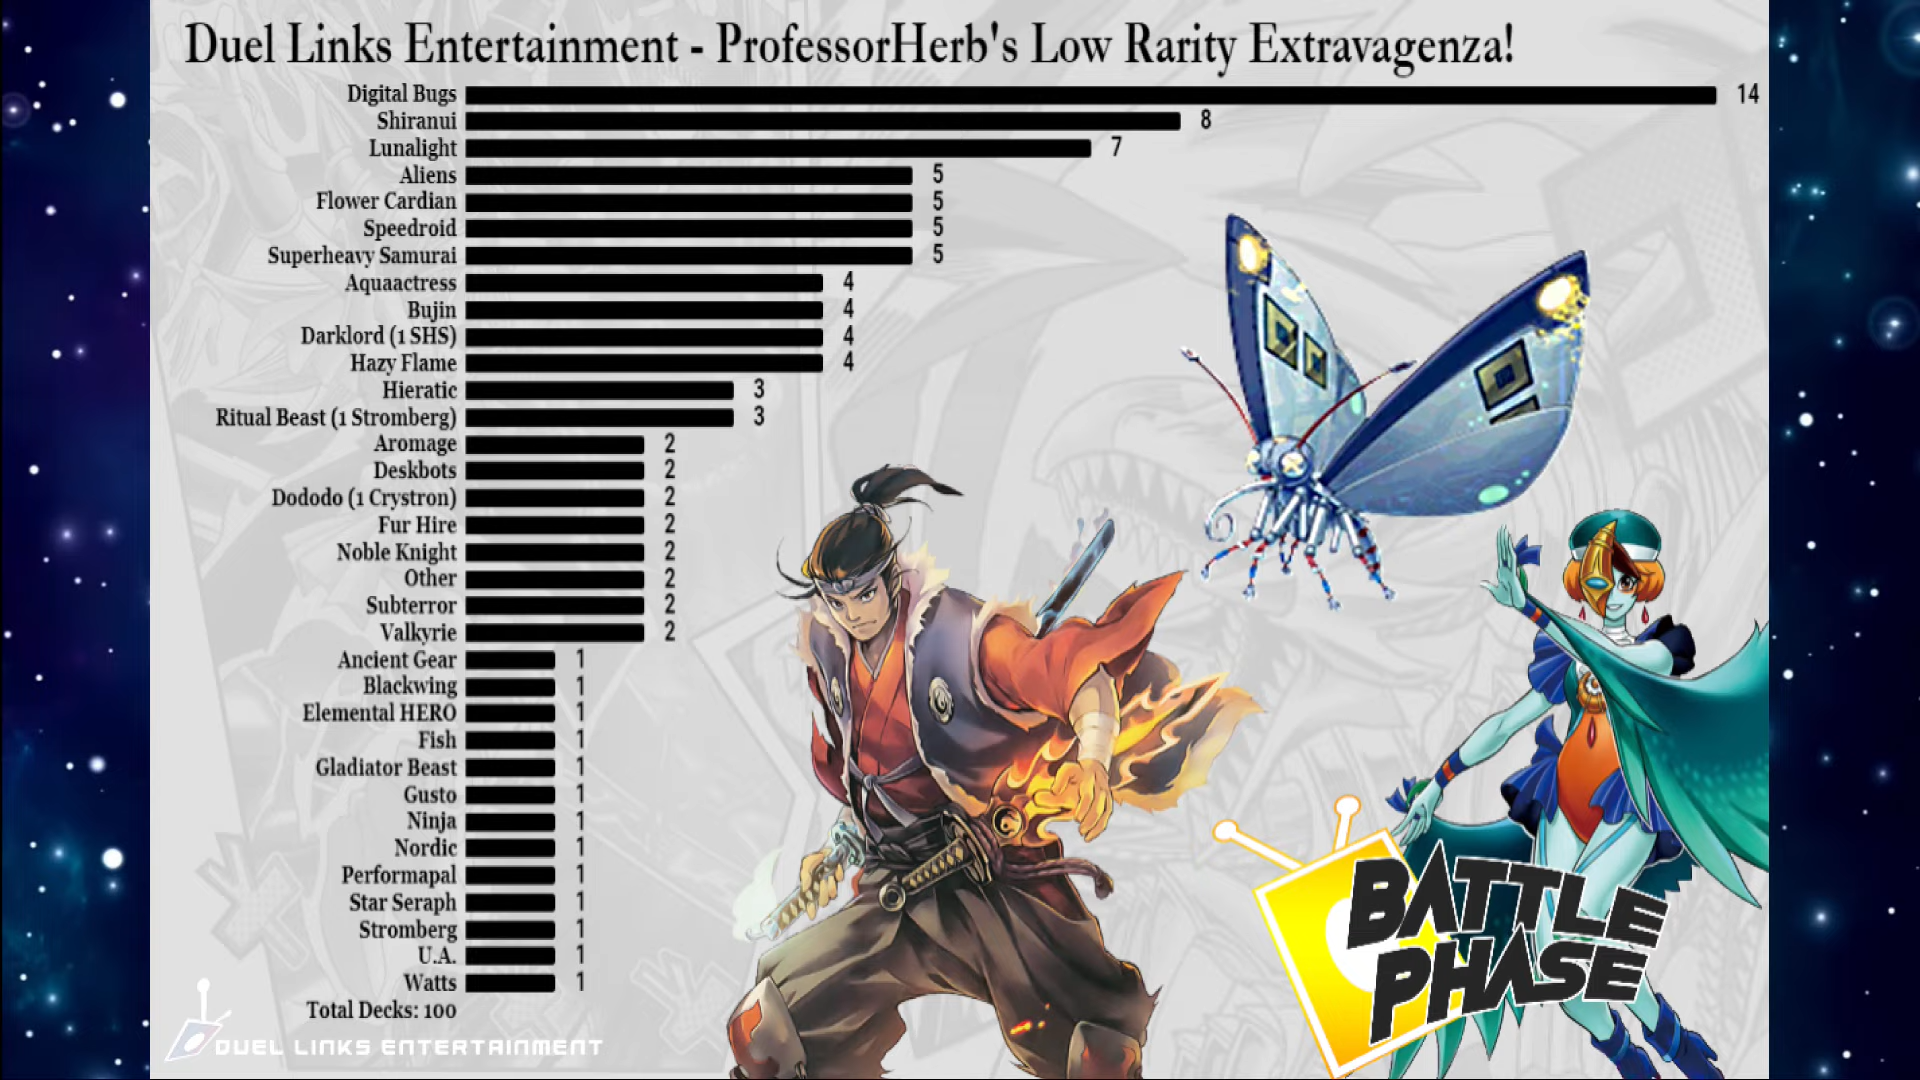 Duel Links Entertainment - ProfessorHerb's Low Rarity Extravagenza!
Digital Bugs 14
Shiranui 8
Lunalight 7
Aliens 5
Flower Cardian 5
Speedroid 5
Superheavy Samurai 5
Aquaactress 4
Bujin 4
Darklord (1 SHS) 4
Hazy Flame 4
Hieratic 3
Ritual Beast (1 Stromberg) 3
Aromage 2
Deskbots 2
Dododo (1 Crystron) 2
Fur Hire 2
Noble Knight 2
Other 2
Subterror 2
Valkyrie 2
Ancient Gear 1
Blackwing 1
Elemental HERO 1
Fish 1
Gladiator Beast 1
Gusto 1
Ninja 1
Nordic 1
Performapal 1
Star Seraph 1
Stromberg 1
U.A. 1
Watts 1
Total Decks: 100
DUEL LINKS ENTERTAINMENT
BATTLE
PHASE